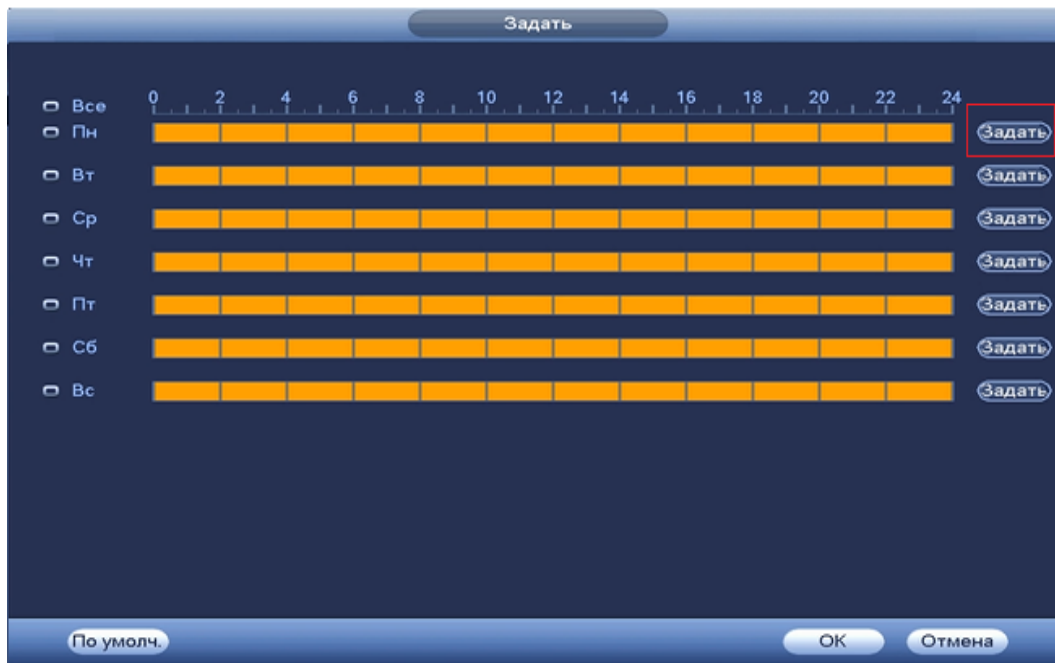 Задать
Все 0 2 4 6 8 10 12 14 16 18 20 22 24
Пн Задать
Вт Задать
Ср Задать
Чт Задать
Пт Задать
Сб Задать
Вс Задать
По умолч. ОК Отмена